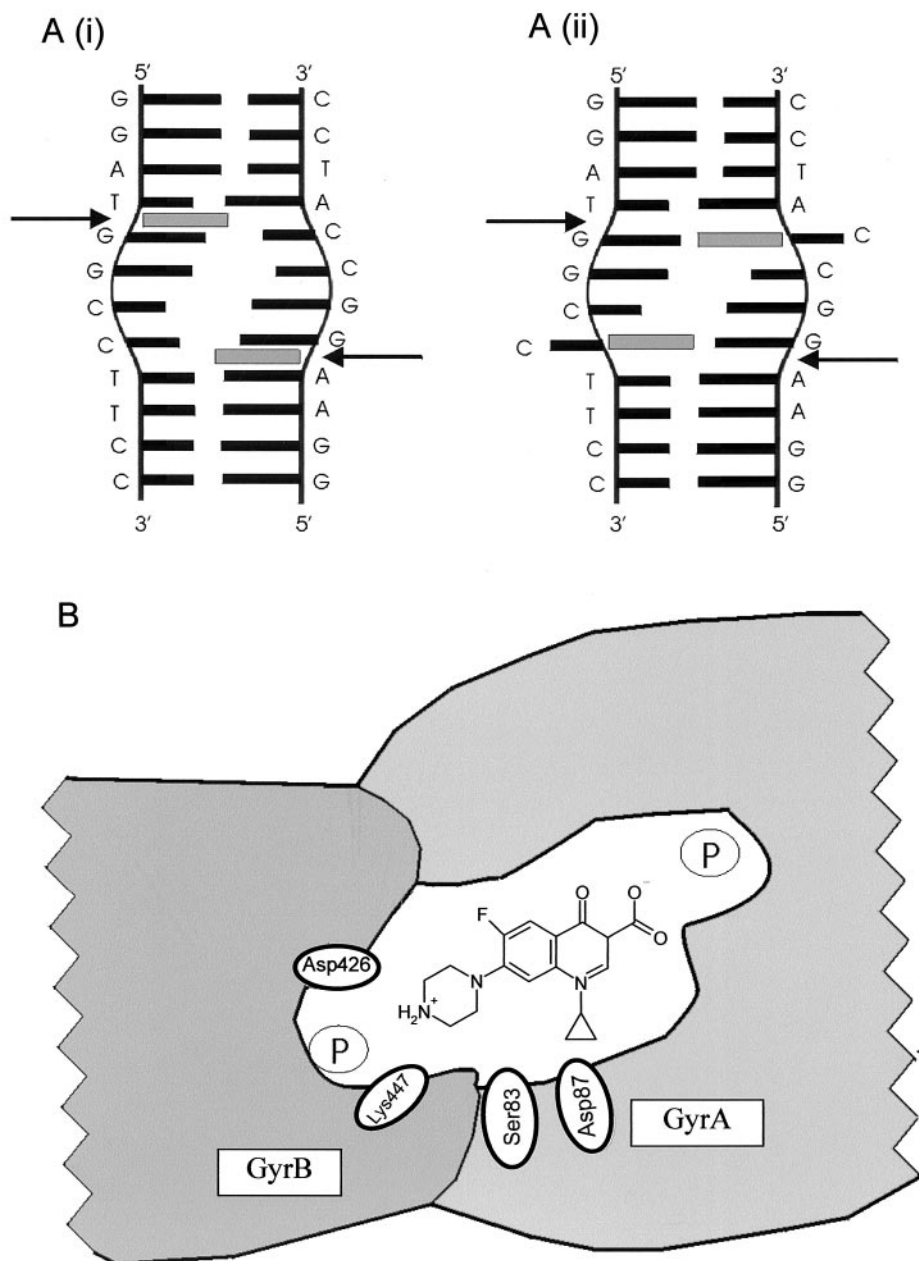 A (i)
A (ii)
5' 3'
G C
G C
A T
T A
G C
G C
C G
C G
T A
T A
C G
C G
3' 5'
5' 3'
G C
G C
A T
T A
G C
G C
C G
C G
T A
T A
C G
C G
3' 5'
B
P
O O⁻
F
O
Asp426
N
N⁺
H₂N⁺
P
Lys447
Ser83
Asp87
GyrA
GyrB